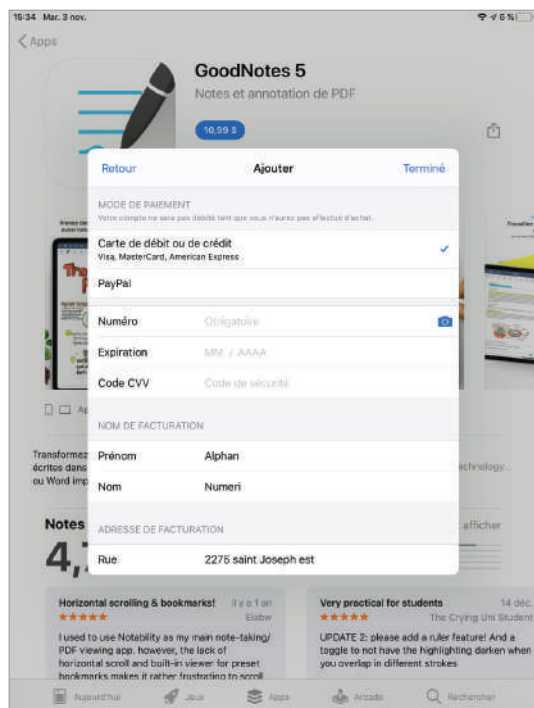 15:34 Mar. 3 nov.
6 %
Apps
GoodNotes 5
Notes et annotation de PDF
10,99 $
Retour
Ajouter
Terminé
MODE DE PAIEMENT
Votre compte ne sera pas débité tant que vous n'aurez pas effectué d'achat.
Carte de débit ou de crédit
Visa, MasterCard, American Express
PayPal
Numéro Obligatoire
Expiration MM / AAAA
Code CVV Code de sécurité
NOM DE FACTURATION
Prénom Alphan
Nom Numeri
ADRESSE DE FACTURATION
Rue 2275 saint Joseph est
Transformez
écrites dans
ou Word imp
echnology...
Notes
afficher
4,
Horizontal scrolling & bookmarks! il y a 1 an
Eiabw
I used to use Notability as my main note-taking/
PDF viewing app. however, the lack of
horizontal scroll and built-in viewer for preset
bookmarks makes it rather frustrating to scroll
Very practical for students 14 déc.
The Crying Uni Student
UPDATE 2: please add a ruler feature! And a
toggle to not have the highlighting darken when
you overlap in different strokes
Aujourd'hui
Jeux
Apps
Arcade
Rechercher